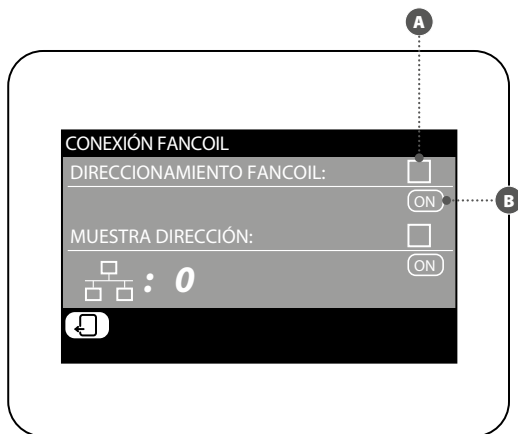 A
CONEXIÓN FANCOIL
DIRECCIONAMIENTO FANCOIL:
ON
B
MUESTRA DIRECCIÓN:
ON
: 0